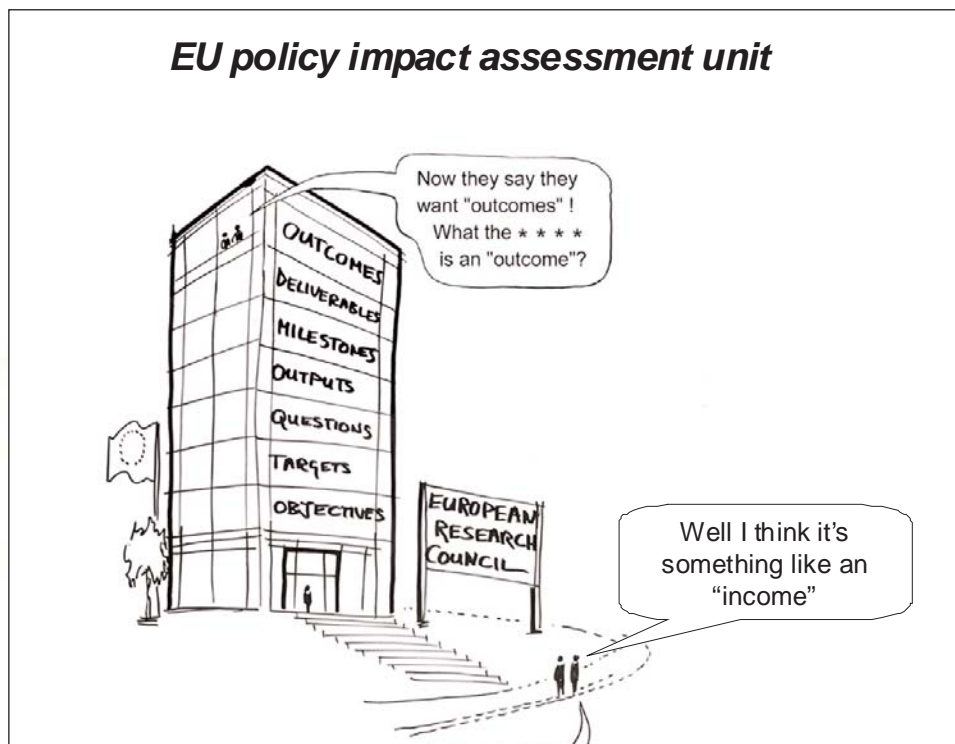 EU policy impact assessment unit
Now they say they
want "outcomes" !
What the * * * *
is an "outcome"?
OUTCOMES
DELIVERABLES
MILESTONES
OUTPUTS
QUESTIONS
TARGETS
OBJECTIVES
EUROPEAN
RESEARCH
COUNCIL
Well I think it's
something like an
“income”